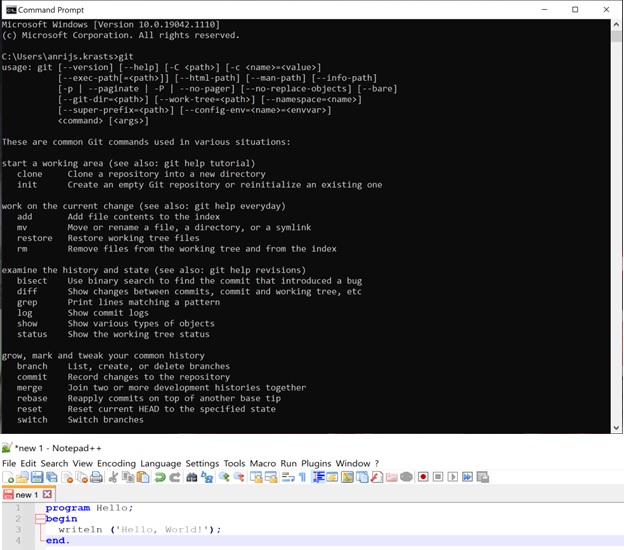 Command Prompt
Microsoft Windows [Version 10.0.19042.1110]
(c) Microsoft Corporation. All rights reserved.
C:\Users\anrijs.krasts>git
usage: git [--version] [--help] [-C <path>] [-c <name>=<value>]
[--exec-path[=<path>]] [--html-path] [--man-path] [--info-path]
[-p | --paginate | -P | --no-pager] [--no-replace-objects] [--bare]
[--git-dir=<path>] [--work-tree=<path>] [--namespace=<name>]
[--super-prefix=<path>] [--config-env=<name>=<envvar>]
<command> [<args>]
These are common Git commands used in various situations:
start a working area (see also: git help tutorial)
clone Clone a repository into a new directory
init Create an empty Git repository or reinitialize an existing one
work on the current change (see also: git help everyday)
add Add file contents to the index
mv Move or rename a file, a directory, or a symlink
restore Restore working tree files
rm Remove files from the working tree and from the index
examine the history and state (see also: git help revisions)
bisect Use binary search to find the commit that introduced a bug
diff Show changes between commits, commit and working tree, etc
grep Print lines matching a pattern
log Show commit logs
show Show various types of objects
status Show the working tree status
grow, mark and tweak your common history
branch List, create, or delete branches
commit Record changes to the repository
merge Join two or more development histories together
rebase Reapply commits on top of another base tip
reset Reset current HEAD to the specified state
switch Switch branches
*new 1 - Notepad++
File Edit Search View Encoding Language Settings Tools Macro Run Plugins Window ?
new 1
1 program Hello;
2 begin
3 writeln ('Hello, World!');
4 end.